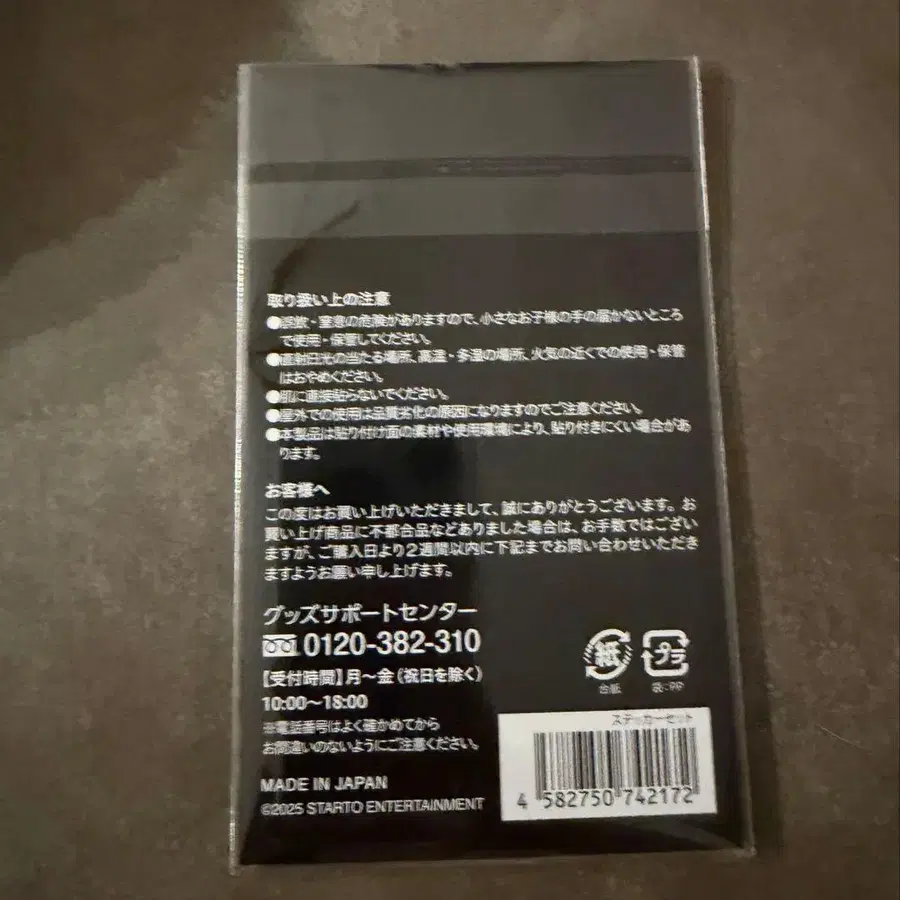 取り扱い上の注意
●誤飲・窒息の危険がありますので、小さなお子様の手の届かないところ
で使用・保管してください。
●直射日光の当たる場所、高温・多湿の場所、火気の近くでの使用・保管
はおやめください。
●肌に直接貼らないでください。
●屋外での使用は品質劣化の原因になりますのでご注意ください。
●本製品は貼り付け面の素材や使用環境により、貼り付きにくい場合があ
ります。
お客様へ
この度はお買い上げいただきまして、誠にありがとうございます。お
買い上げ商品に不都合品などありました場合は、お手数ではござい
ますが、ご購入日より2週間以内に下記までお問い合わせいただき
ますようお願い申し上げます。
グッズサポートセンター
0120-382-310
【受付時間】月～金(祝日を除く)
10:00～18:00
※電話番号はよく確かめてから
お間違いのないようにご注意ください。
MADE IN JAPAN
©2025 STARTO ENTERTAINMENT
紙
台紙
プラ
袋:PP
ステッカーセット
4 582750 742172